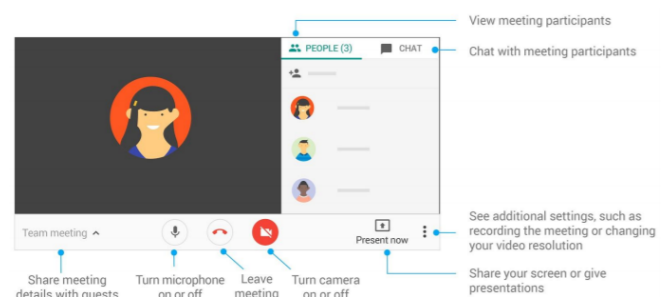 View meeting participants
PEOPLE (3)
CHAT
Chat with meeting participants
See additional settings, such as
recording the meeting or changing
your video resolution
Team meeting
Present now
Share your screen or give
presentations
Share meeting
details with guests
Turn microphone
on or off
Leave
meeting
Turn camera
on or off